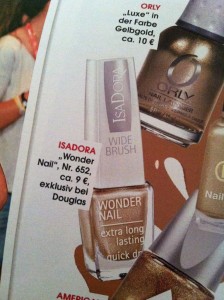 ORLY
„Luxe“ in
der Farbe
Gelbgold,
ca. 10 €
ORLY
ISADORA
„Wonder
Nail“, Nr. 652,
ca. 9 €,
exklusiv bei
Douglas
ISADORA
WIDE
BRUSH
WONDER
NAIL
extra long
lasting
quick
Nail